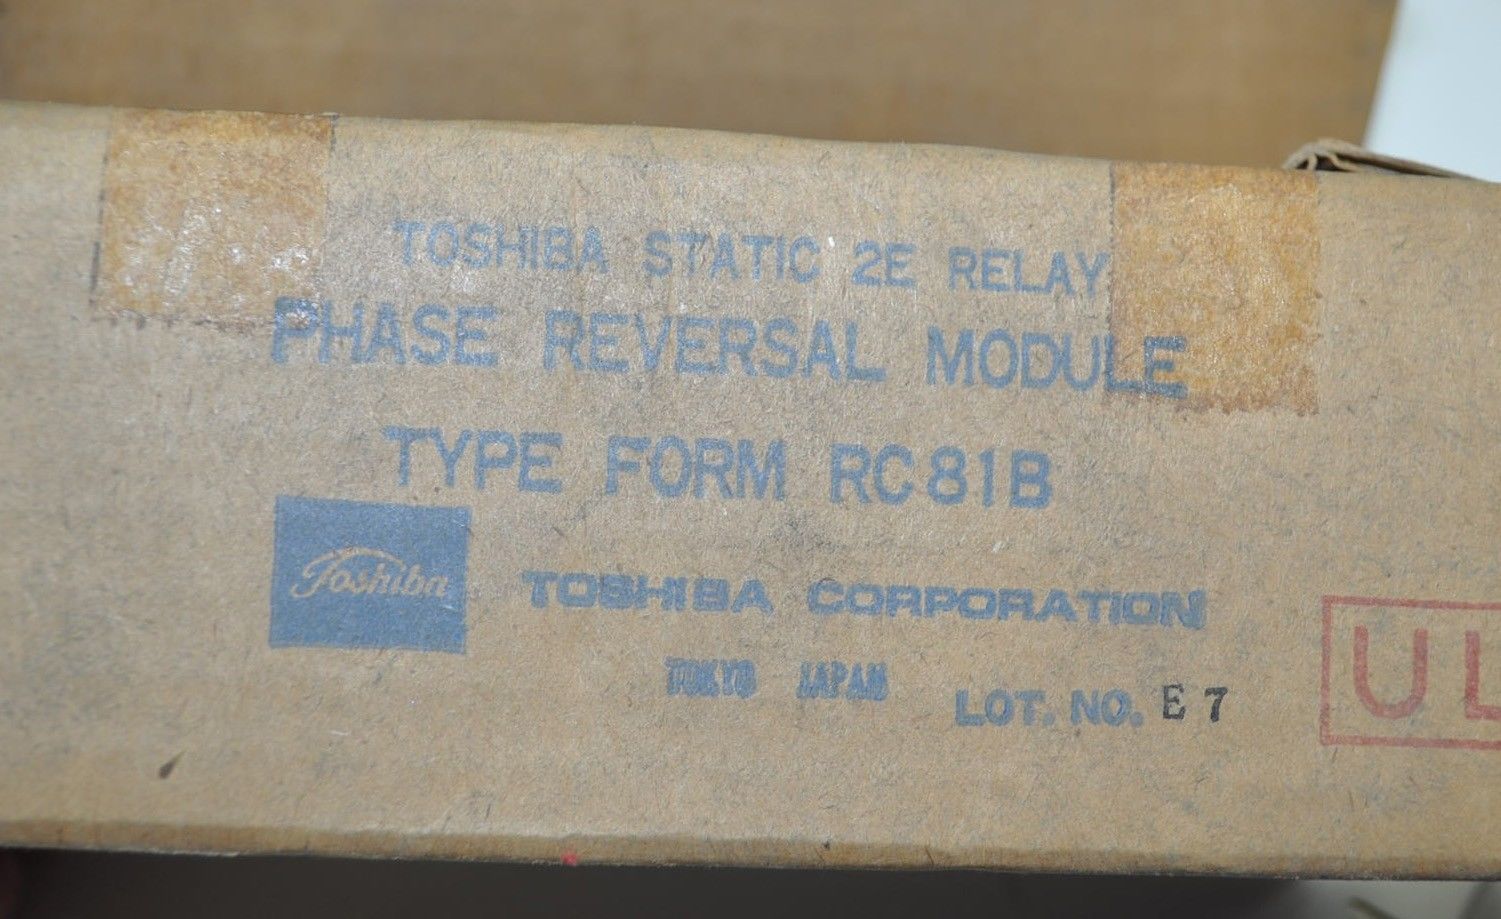 TOSHIBA STATIC 2E RELAY
PHASE REVERSAL MODULE
TYPE FORM RC81B
Toshiba
TOSHIBA CORPORATION
TOKYO JAPAN
LOT. NO. E7
UL